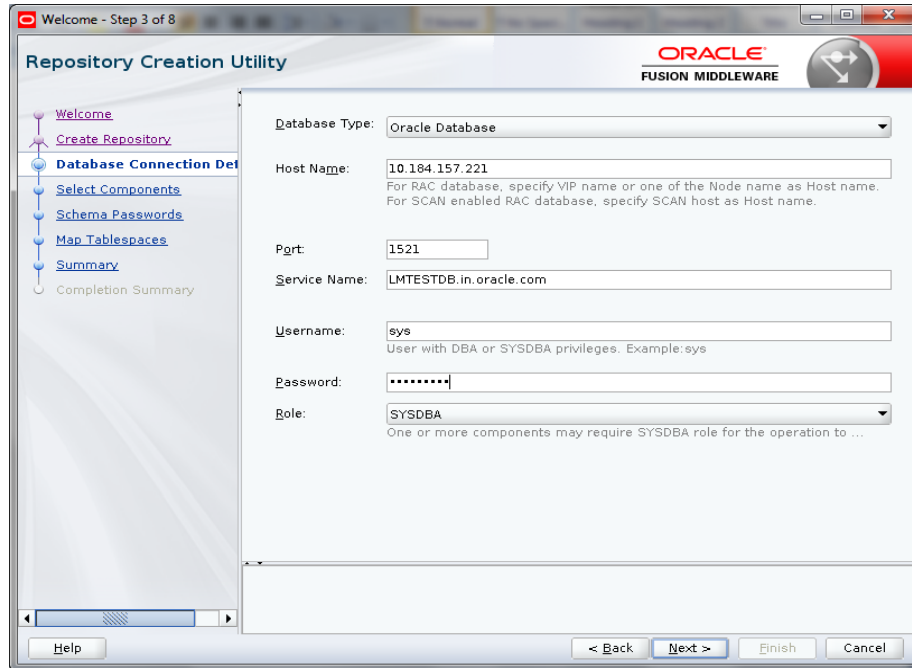 Welcome - Step 3 of 8
Repository Creation Utility
ORACLE
FUSION MIDDLEWARE
Welcome
Create Repository
Database Connection Det
Select Components
Schema Passwords
Map Tablespaces
Summary
Completion Summary
Database Type: Oracle Database
Host Name: 10.184.157.221
For RAC database, specify VIP name or one of the Node name as Host name.
For SCAN enabled RAC database, specify SCAN host as Host name.
Port: 1521
Service Name: LMTESTDB.in.oracle.com
Username: sys
User with DBA or SYSDBA privileges. Example:sys
Password: •••••••••
Role: SYSDBA
One or more components may require SYSDBA role for the operation to ...
Help
< Back Next > Finish Cancel